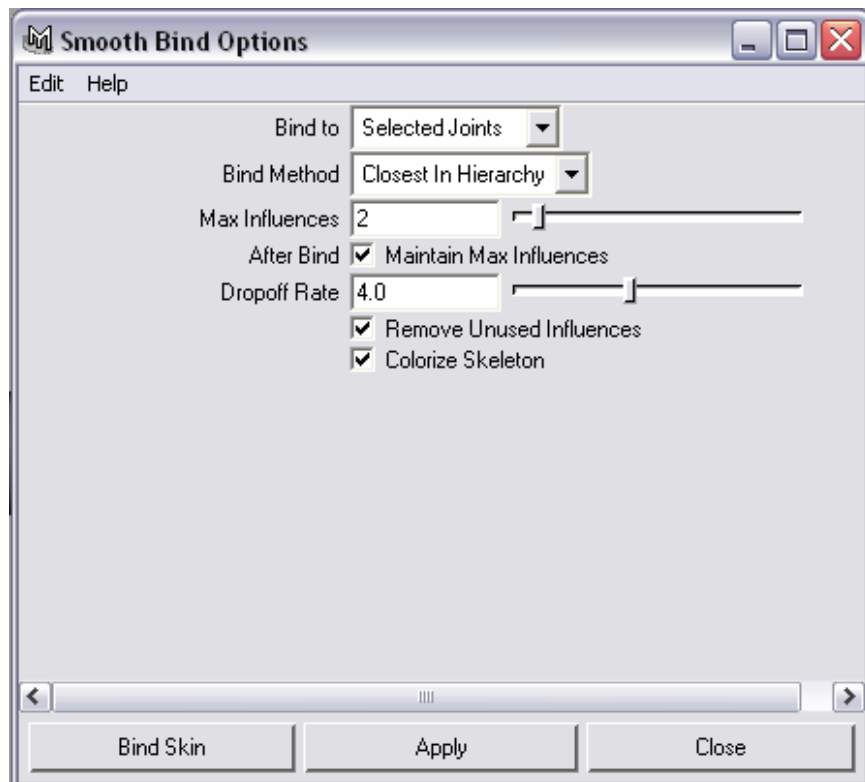 Smooth Bind Options
Edit Help
Bind to Selected Joints
Bind Method Closest In Hierarchy
Max Influences 2
After Bind Maintain Max Influences
Dropoff Rate 4.0
Remove Unused Influences
Colorize Skeleton
Bind Skin Apply Close